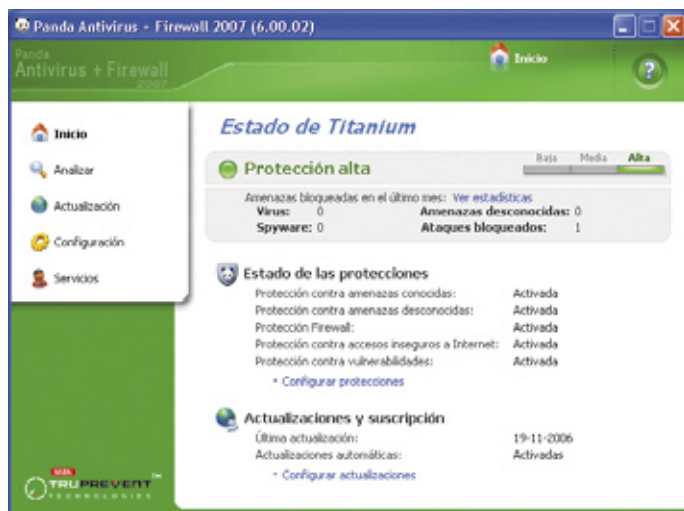 Panda Antivirus + Firewall 2007 (6.00.02)
Panda
Antivirus + Firewall
2007
Inicio
?
Inicio
Analizar
Actualización
Configuración
Servicios
Estado de Titanium
Protección alta
Baja Media Alta
Amenazas bloqueadas en el último mes: Ver estadísticas
Virus: 0 Amenazas desconocidas: 0
Spyware: 0 Ataques bloqueados: 1
Estado de las protecciones
Protección contra amenazas conocidas: Activada
Protección contra amenazas desconocidas: Activada
Protección Firewall: Activada
Protección contra accesos inseguros a Internet: Activada
Protección contra vulnerabilidades: Activada
Configurar protecciones
Actualizaciones y suscripción
Última actualización: 19-11-2006
Actualizaciones automáticas: Activadas
Configurar actualizaciones
TRUPREVENT™
TECHNOLOGIES